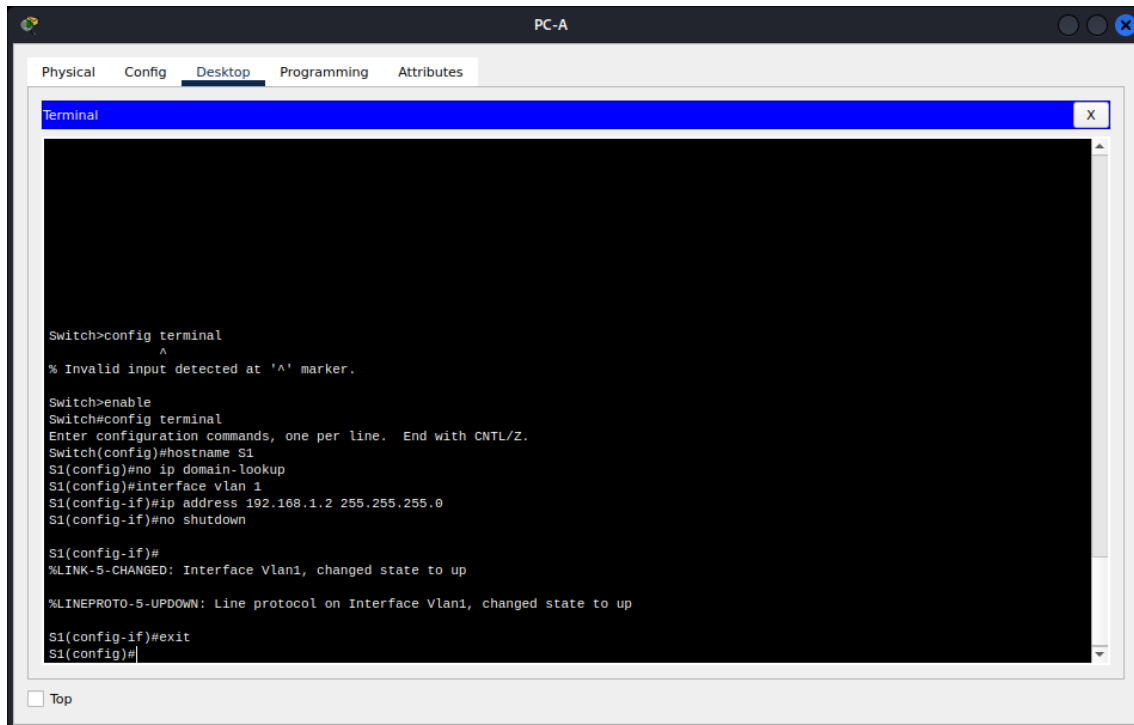 PC-A
Physical Config Desktop Programming Attributes
Terminal X
Switch>config terminal
^
% Invalid input detected at '^' marker.
Switch>enable
Switch#config terminal
Enter configuration commands, one per line.  End with CNTL/Z.
Switch(config)#hostname S1
S1(config)#no ip domain-lookup
S1(config)#interface vlan 1
S1(config-if)#ip address 192.168.1.2 255.255.255.0
S1(config-if)#no shutdown
S1(config-if)#
%LINK-5-CHANGED: Interface Vlan1, changed state to up
%LINEPROTO-5-UPDOWN: Line protocol on Interface Vlan1, changed state to up
S1(config-if)#exit
S1(config)#
Top